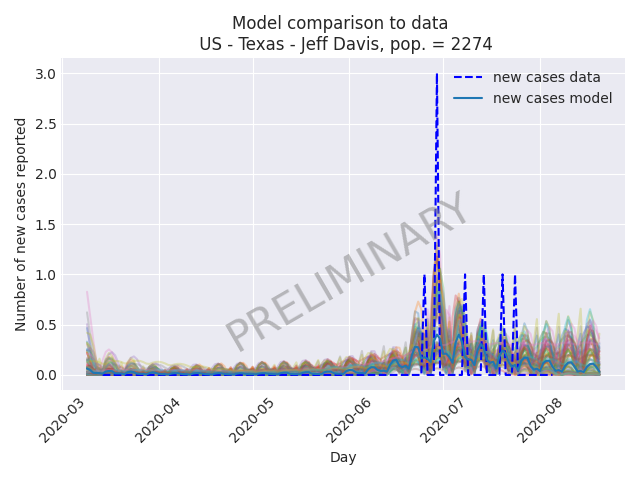 Model comparison to data
US - Texas - Jeff Davis, pop. = 2274
Number of new cases reported
3.0
2.5
2.0
1.5
1.0
0.5
0.0
new cases data
new cases model
PRELIMINARY
2020-03
2020-04
2020-05
2020-06
2020-07
2020-08
Day